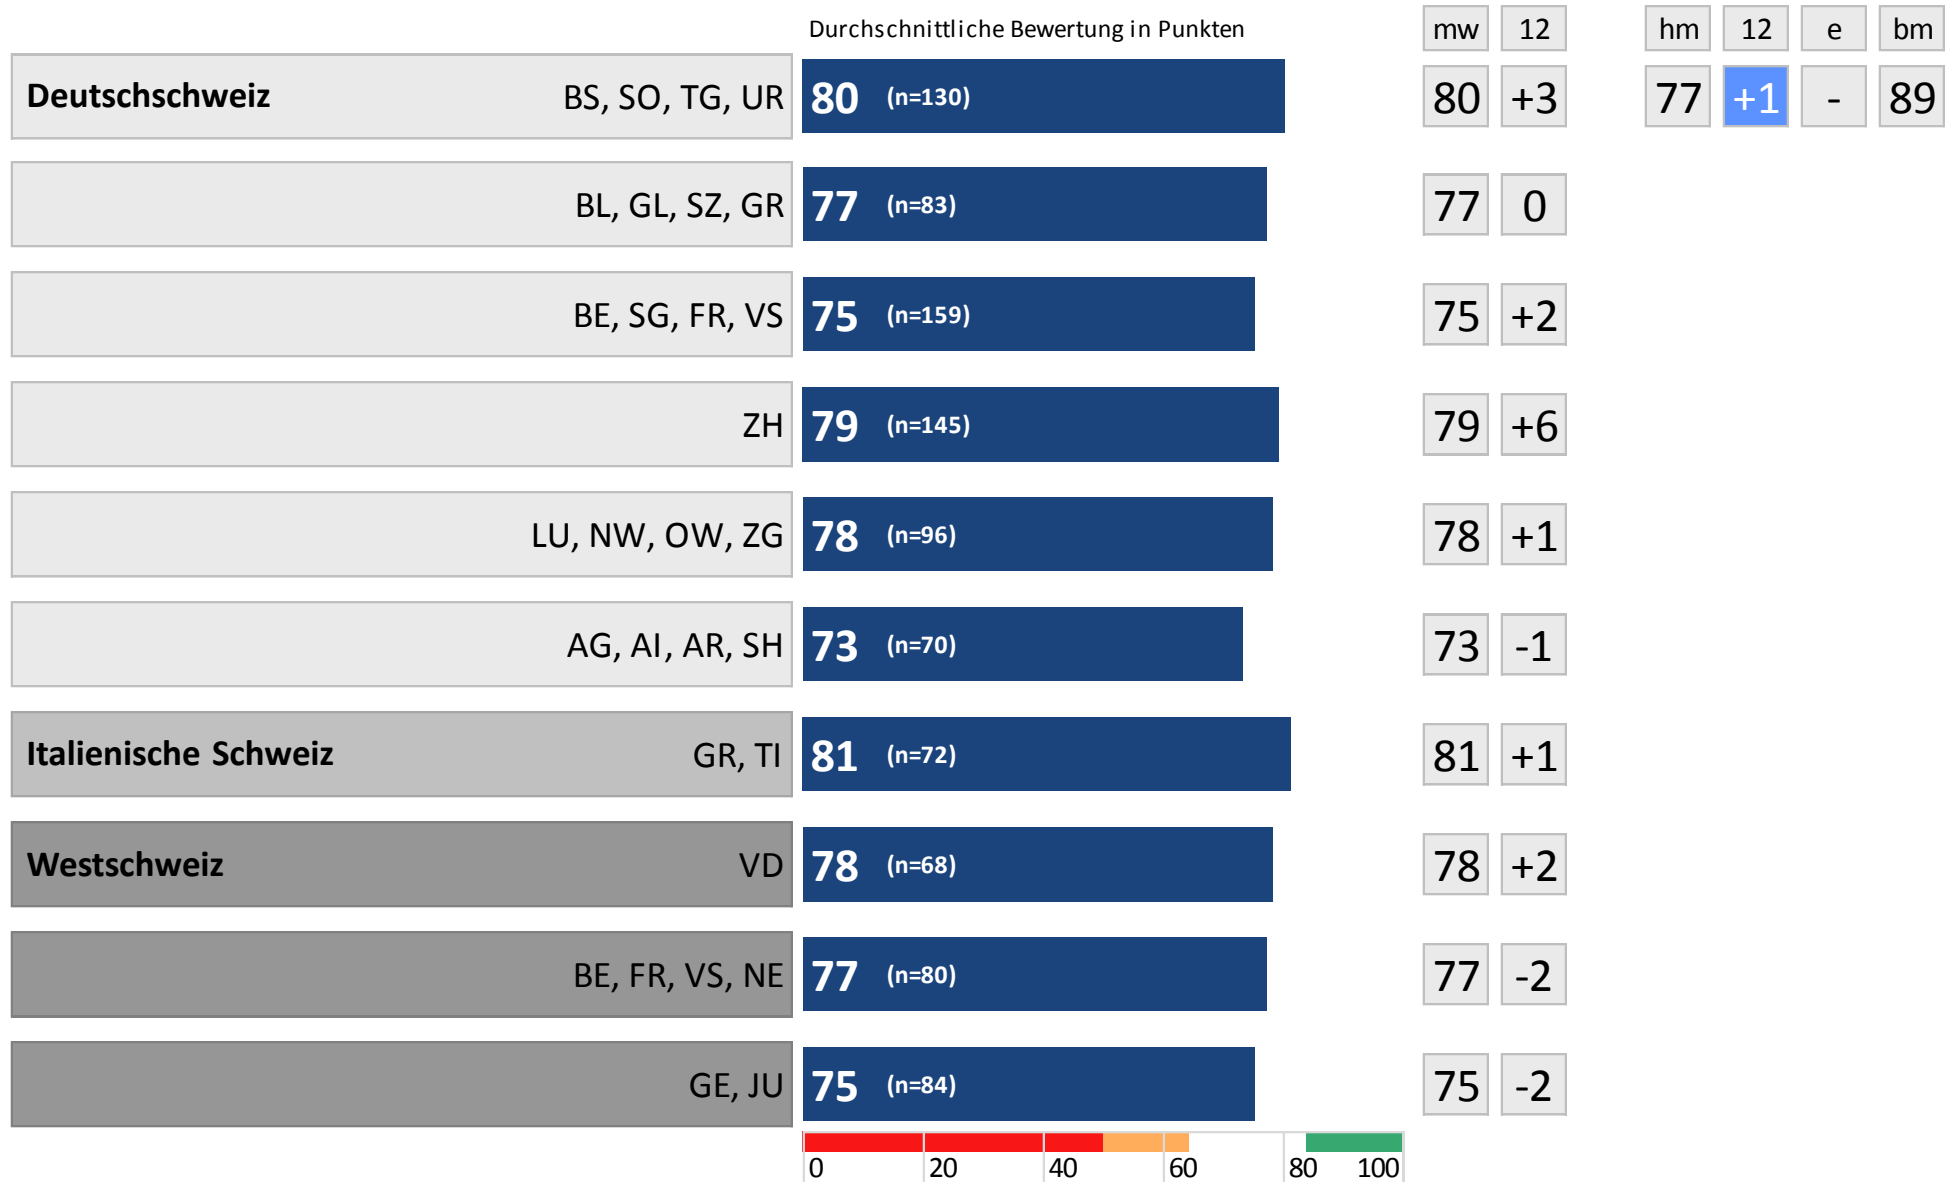 Durchschnittliche Bewertung in Punkten mw 12 hm 12 e bm
Deutschschweiz BS, SO, TG, UR 80 (n=130) 80 +3 77 +1 - 89
BL, GL, SZ, GR 77 (n=83) 77 0
BE, SG, FR, VS 75 (n=159) 75 +2
ZH 79 (n=145) 79 +6
LU, NW, OW, ZG 78 (n=96) 78 +1
AG, AI, AR, SH 73 (n=70) 73 -1
Italienische Schweiz GR, TI 81 (n=72) 81 +1
Westschweiz VD 78 (n=68) 78 +2
BE, FR, VS, NE 77 (n=80) 77 -2
GE, JU 75 (n=84) 75 -2
0 20 40 60 80 100